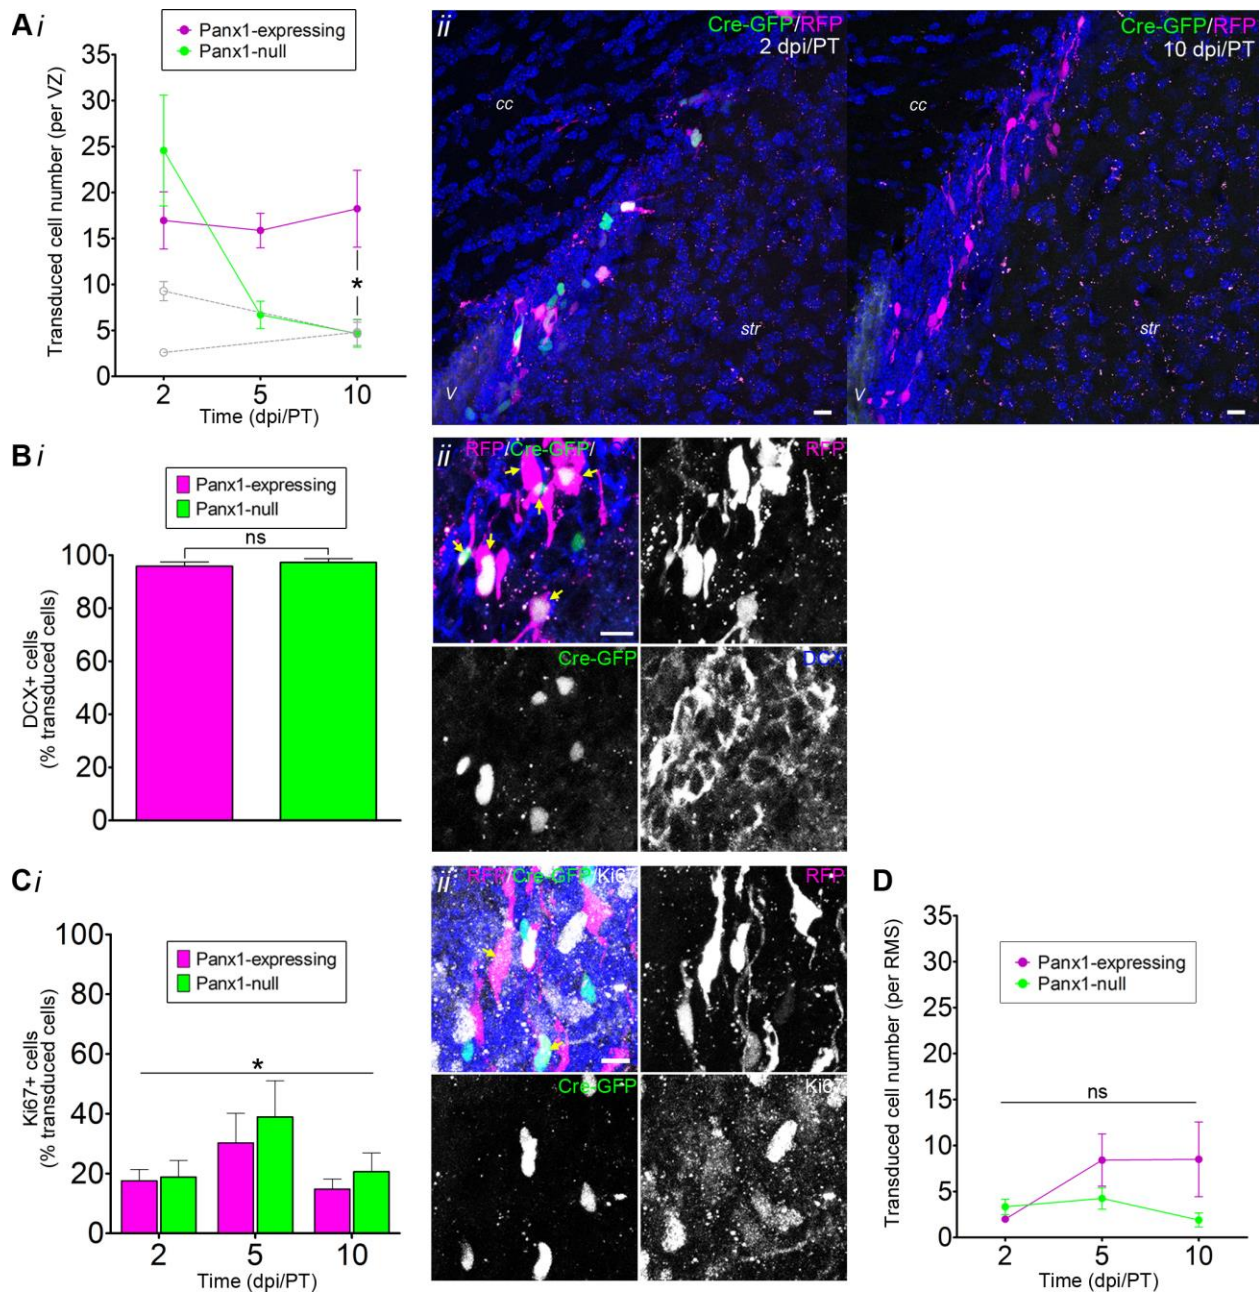 A i
Panx1-expressing
Panx1-null
Transduced cell number (per VZ)
35
30
25
20
15
10
5
0
*
2
5
10
Time (dpi/PT)
ii
Cre-GFP/RFP
2 dpi/PT
cc
str
V
Cre-GFP/RFP
10 dpi/PT
cc
str
V
B i
Panx1-expressing
Panx1-null
ns
DCX+ cells
(% transduced cells)
100
80
60
40
20
0
ii
RFP/Cre-GFP/
RFP
Cre-GFP
DCX
C i
Panx1-expressing
Panx1-null
Ki67+ cells
(% transduced cells)
100
80
60
40
20
0
*
2
5
10
Time (dpi/PT)
ii
RFP/Cre-GFP/Ki67
RFP
Cre-GFP
Ki67
D
Panx1-expressing
Panx1-null
Transduced cell number (per RMS)
35
30
25
20
15
10
5
0
ns
2
5
10
Time (dpi/PT)